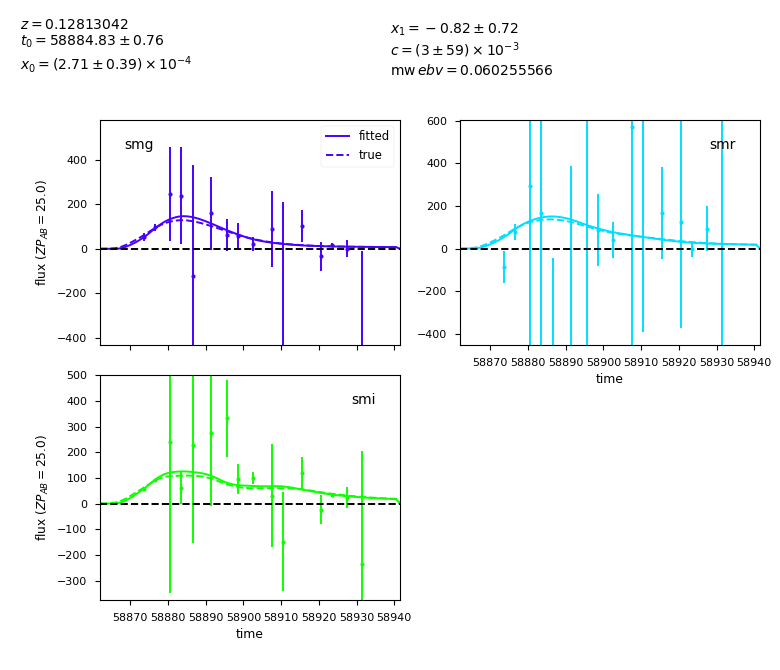 z = 0.12813042
t₀ = 58884.83 ± 0.76
x₀ = (2.71 ± 0.39) × 10⁻⁴
x₁ = −0.82 ± 0.72
c = (3 ± 59) × 10⁻³
mw ebv = 0.060255566
smg
fitted
true
400
200
0
−200
−400
flux (ZP_AB = 25.0)
smr
600
400
200
0
−200
−400
58870 58880 58890 58900 58910 58920 58930 58940
time
smi
500
400
300
200
100
0
−100
−200
−300
flux (ZP_AB = 25.0)
58870 58880 58890 58900 58910 58920 58930 58940
time